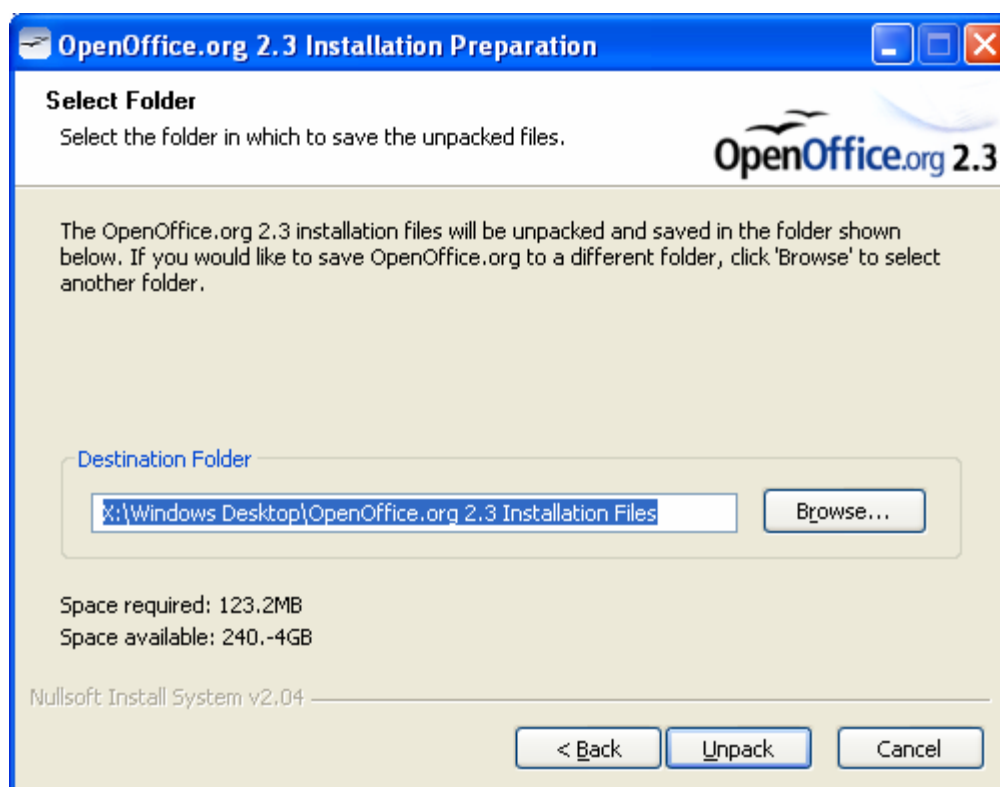 OpenOffice.org 2.3 Installation Preparation
Select Folder
Select the folder in which to save the unpacked files.
OpenOffice.org 2.3
The OpenOffice.org 2.3 installation files will be unpacked and saved in the folder shown
below. If you would like to save OpenOffice.org to a different folder, click 'Browse' to select
another folder.
Destination Folder
X:\Windows Desktop\OpenOffice.org 2.3 Installation Files
Browse...
Space required: 123.2MB
Space available: 240.-4GB
Nullsoft Install System v2.04
< Back
Unpack
Cancel